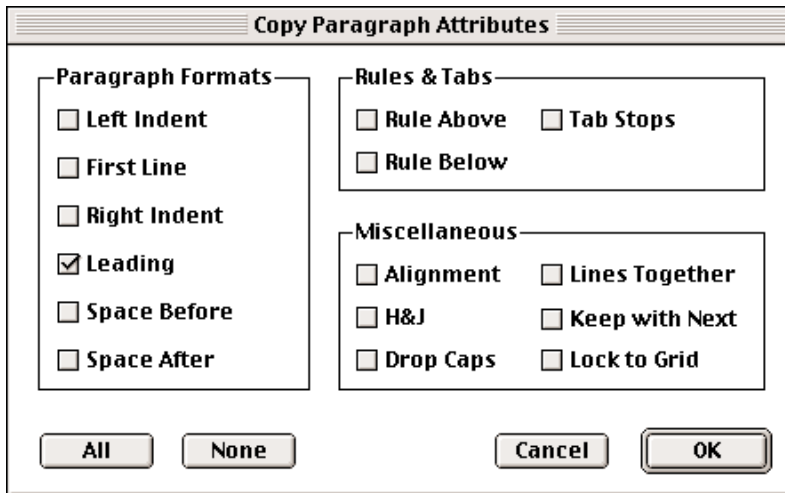 Copy Paragraph Attributes
Paragraph Formats
Left Indent
First Line
Right Indent
Leading
Space Before
Space After
Rules & Tabs
Rule Above
Tab Stops
Rule Below
Miscellaneous
Alignment
Lines Together
H&J
Keep with Next
Drop Caps
Lock to Grid
All
None
Cancel
OK